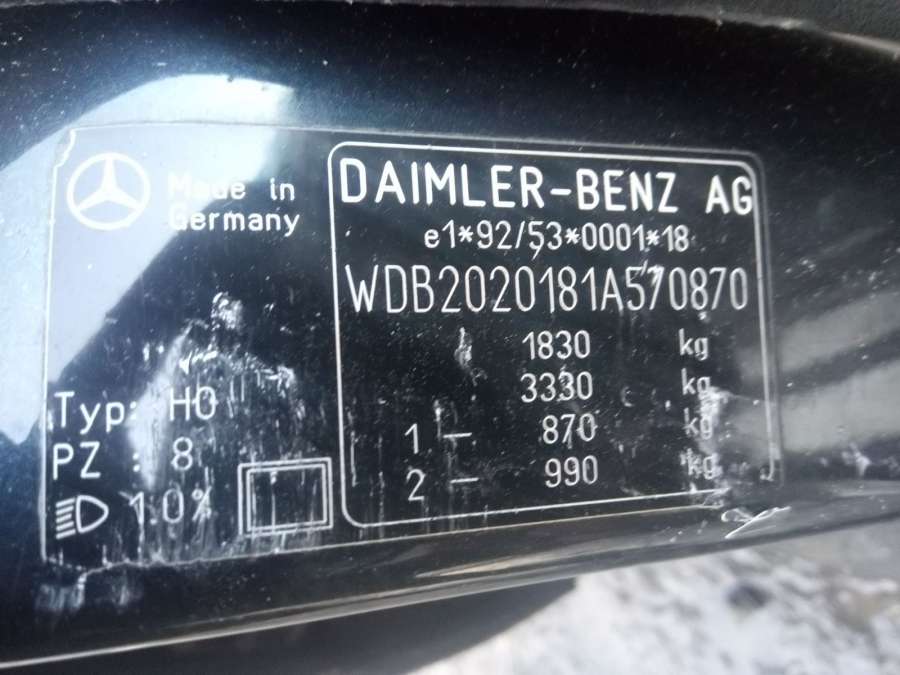 Made in
Germany
Typ: HO
PZ : 8
1.0%
DAIMLER-BENZ AG
e1*92/53*0001*18
WDB2020181A570870
1830 kg
3330 kg
1 — 870 kg
2 — 990 kg